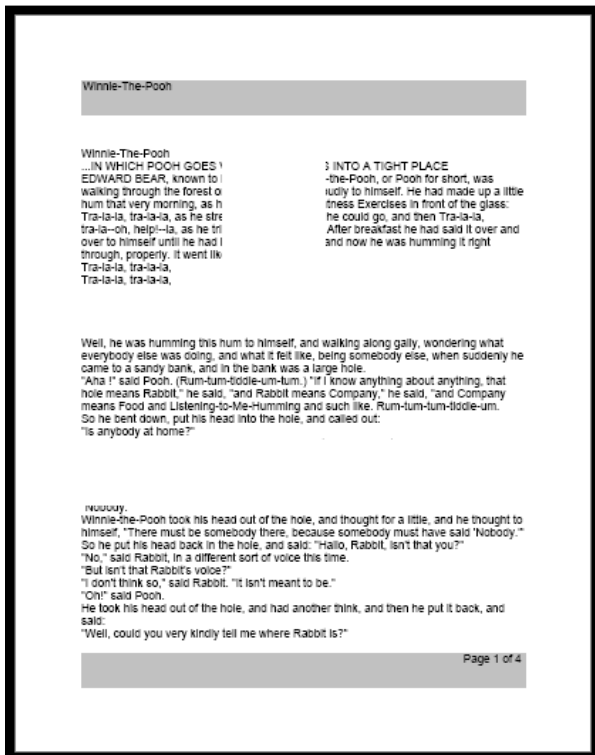 Winnie-The-Pooh
Winnie-The-Pooh
...IN WHICH POOH GOES INTO A TIGHT PLACE
EDWARD BEAR, known to -the-Pooh, or Pooh for short, was
walking through the forest to himself. He had made up a little
hum that very morning, as Exercises in front of the glass:
Tra-la-la, tra-la-la, as he he could go, and then Tra-la-la,
tra-la--oh, help!--la, as he After breakfast he had said it over and
over to himself until he had and now he was humming it right
through, properly. It went
Tra-la-la, tra-la-la,
Tra-la-la, tra-la-la,
Well, he was humming this hum to himself, and walking along gaily, wondering what
everybody else was doing, and what it felt like, being somebody else, when suddenly he
came to a sandy bank, and in the bank was a large hole.
"Aha !" said Pooh. (Rum-tum-tiddle-um-tum.) "If I know anything about anything, that
hole means Rabbit," he said, "and Rabbit means Company," he said, "and Company
means Food and Listening-to-Me-Humming and such like. Rum-tum-tum-tiddle-um.
So he bent down, put his head into the hole, and called out:
"Is anybody at home?"
"Nobody."
Winnie-the-Pooh took his head out of the hole, and thought for a little, and he thought to
himself, "There must be somebody there, because somebody must have said 'Nobody.'"
So he put his head back in the hole, and said: "Hallo, Rabbit, isn't that you?"
"No," said Rabbit, in a different sort of voice this time.
"But isn't that Rabbit's voice?"
"I don't think so," said Rabbit. "It isn't meant to be."
"Oh!" said Pooh.
He took his head out of the hole, and had another think, and then he put it back, and
said:
"Well, could you very kindly tell me where Rabbit is?"
Page 1 of 4